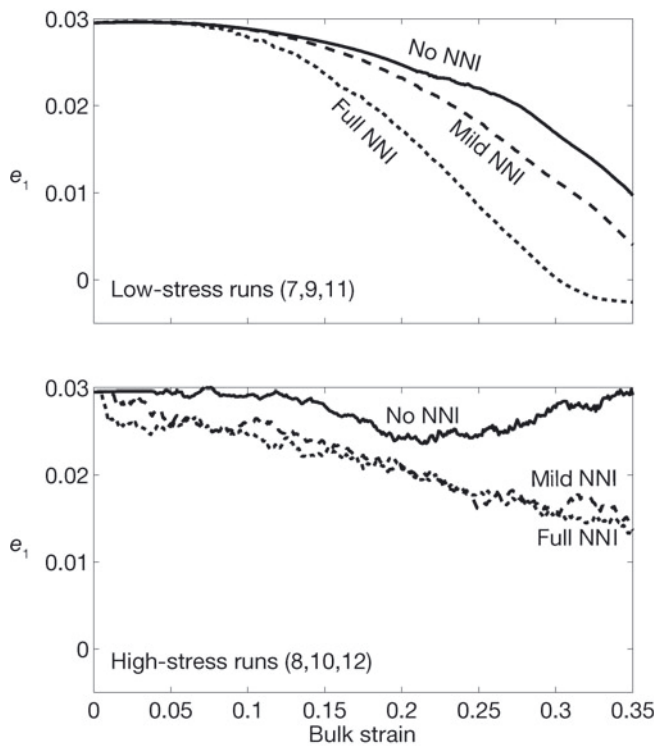 0.03
No NNI
0.02
Full NNI
Mild NNI
e1
0.01
0
Low-stress runs (7,9,11)
0.03
No NNI
0.02
Mild NNI
e1
Full NNI
0.01
0
High-stress runs (8,10,12)
0 0.05 0.1 0.15 0.2 0.25 0.3 0.35
Bulk strain